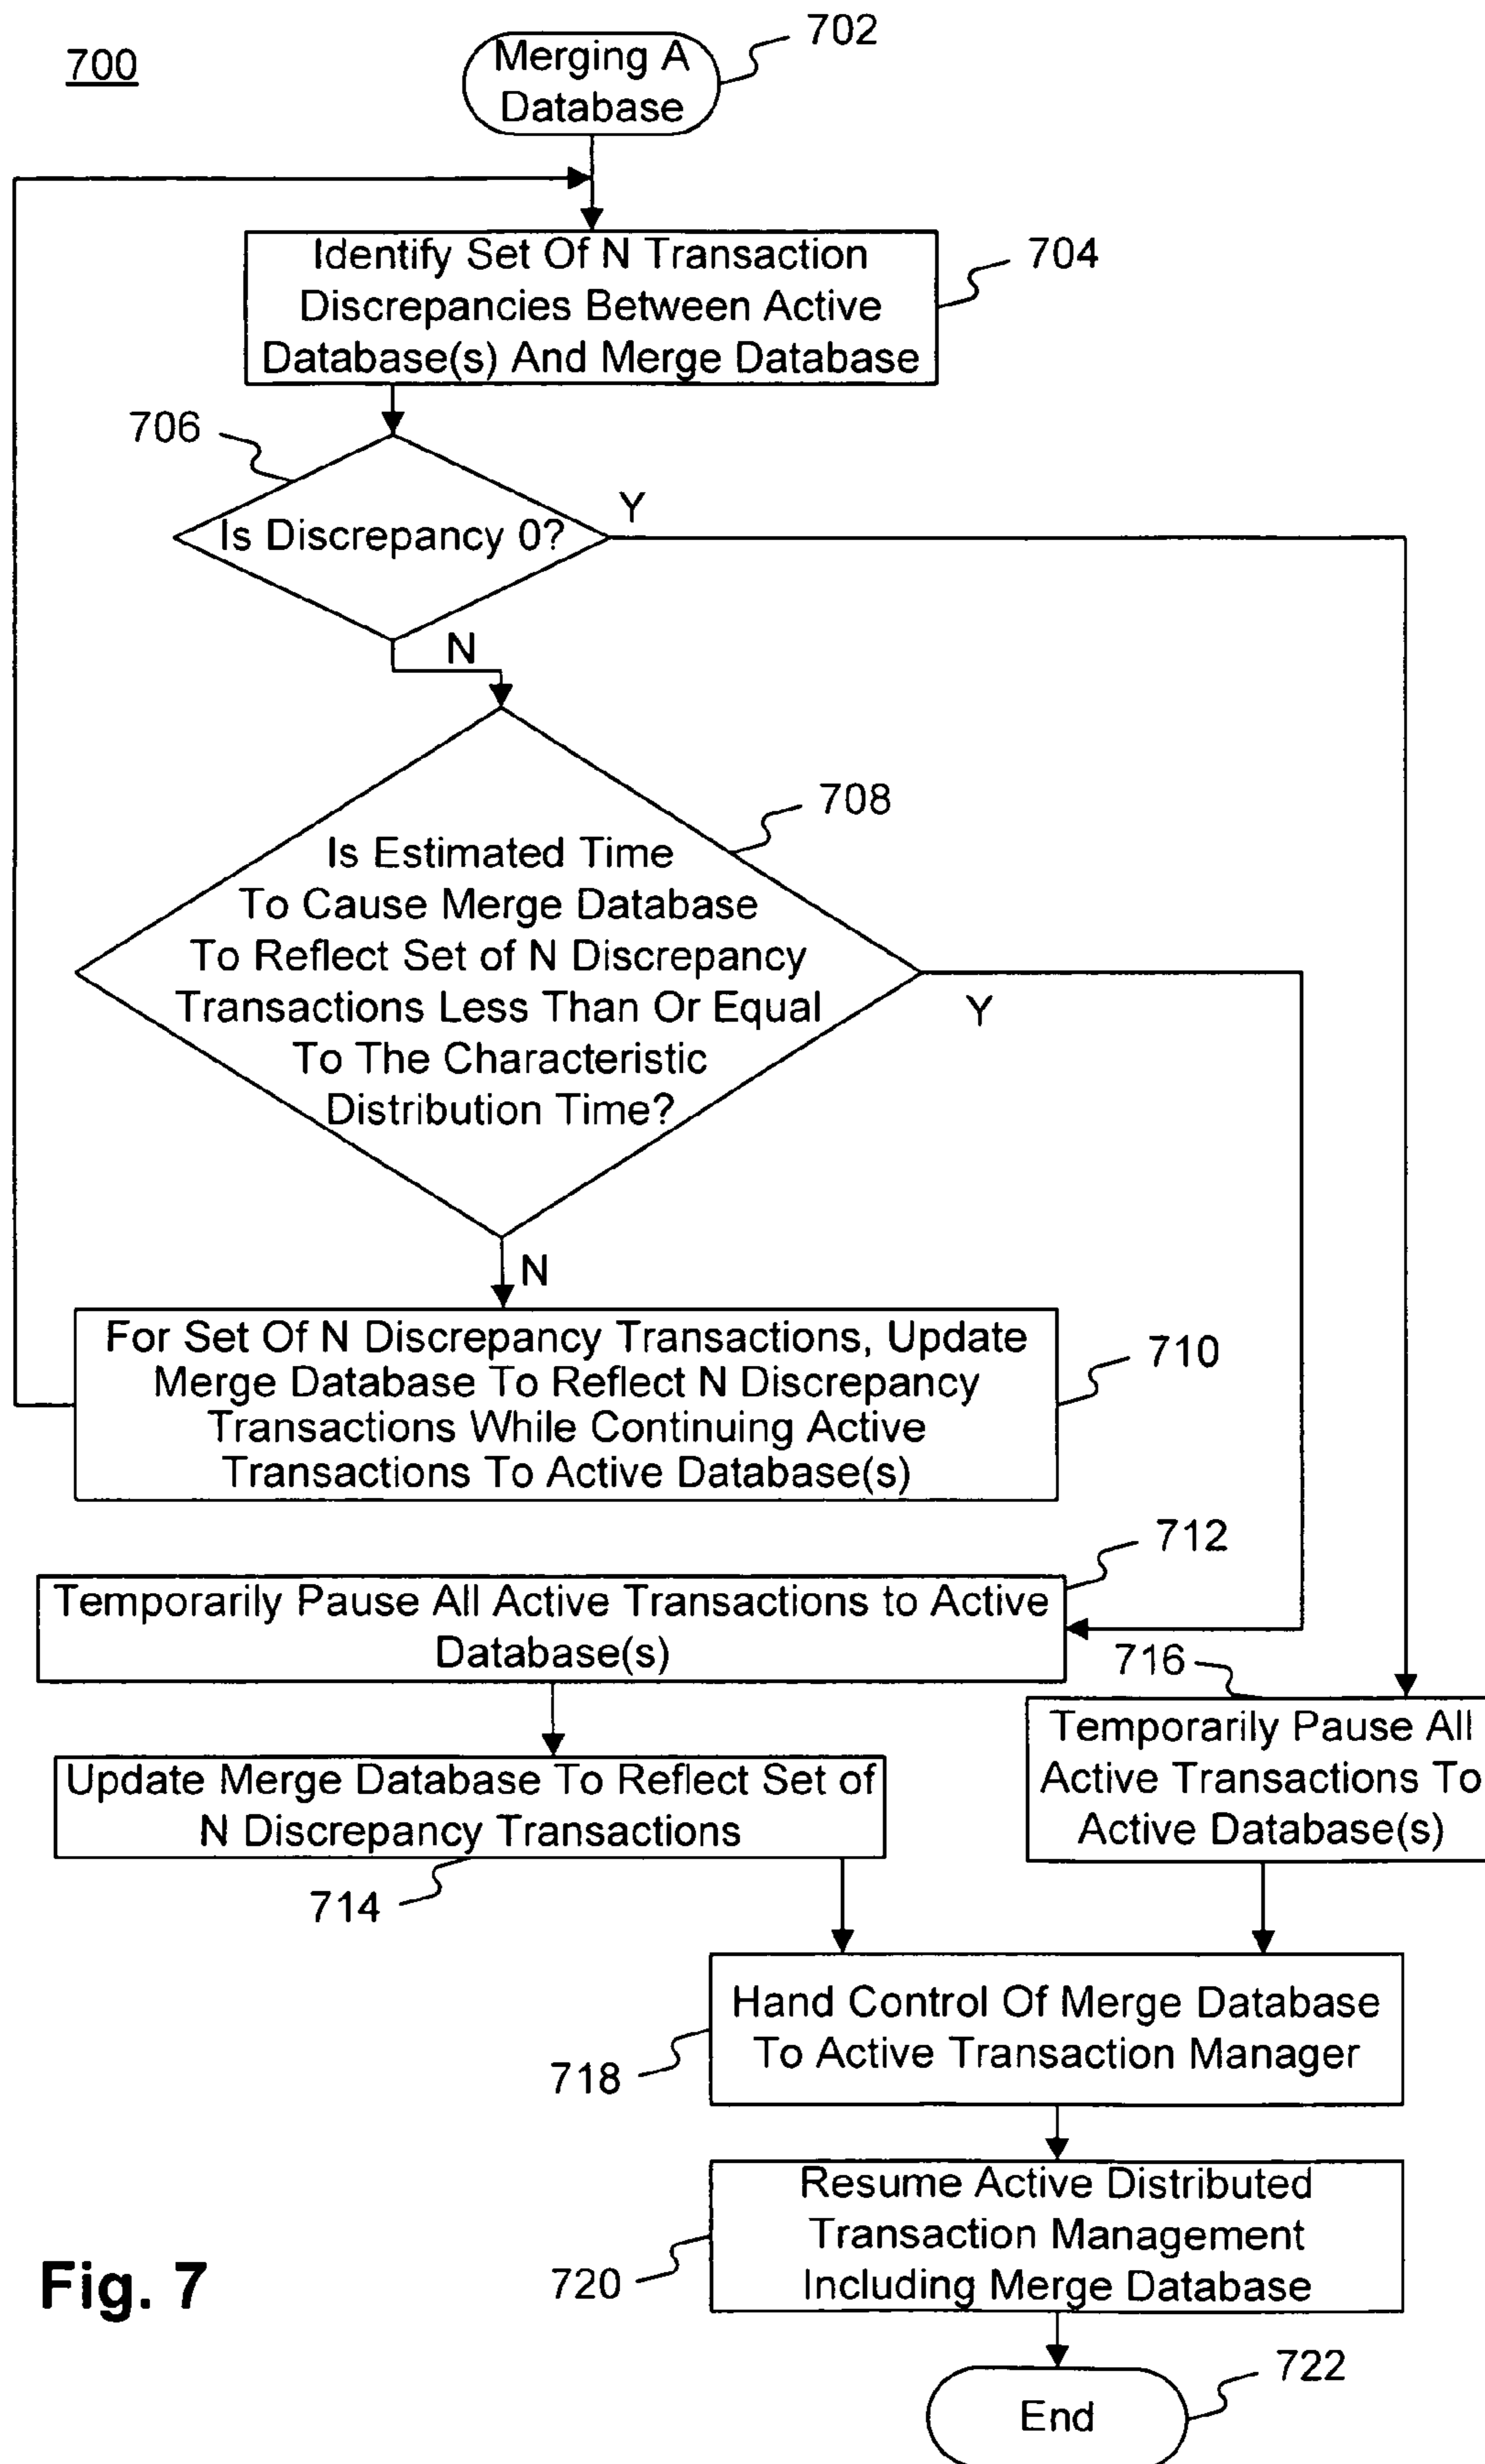 700
Merging A
Database
702
Identify Set Of N Transaction
Discrepancies Between Active
Database(s) And Merge Database
704
706
Is Discrepancy 0?
Y
N
708
Is Estimated Time
To Cause Merge Database
To Reflect Set of N Discrepancy
Transactions Less Than Or Equal
To The Characteristic
Distribution Time?
Y
N
For Set Of N Discrepancy Transactions, Update
Merge Database To Reflect N Discrepancy
Transactions While Continuing Active
Transactions To Active Database(s)
710
712
Temporarily Pause All Active Transactions to Active
Database(s)
716
Temporarily Pause All
Active Transactions To
Active Database(s)
Update Merge Database To Reflect Set of
N Discrepancy Transactions
714
Hand Control Of Merge Database
To Active Transaction Manager
718
Resume Active Distributed
Transaction Management
Including Merge Database
720
Fig. 7
722
End